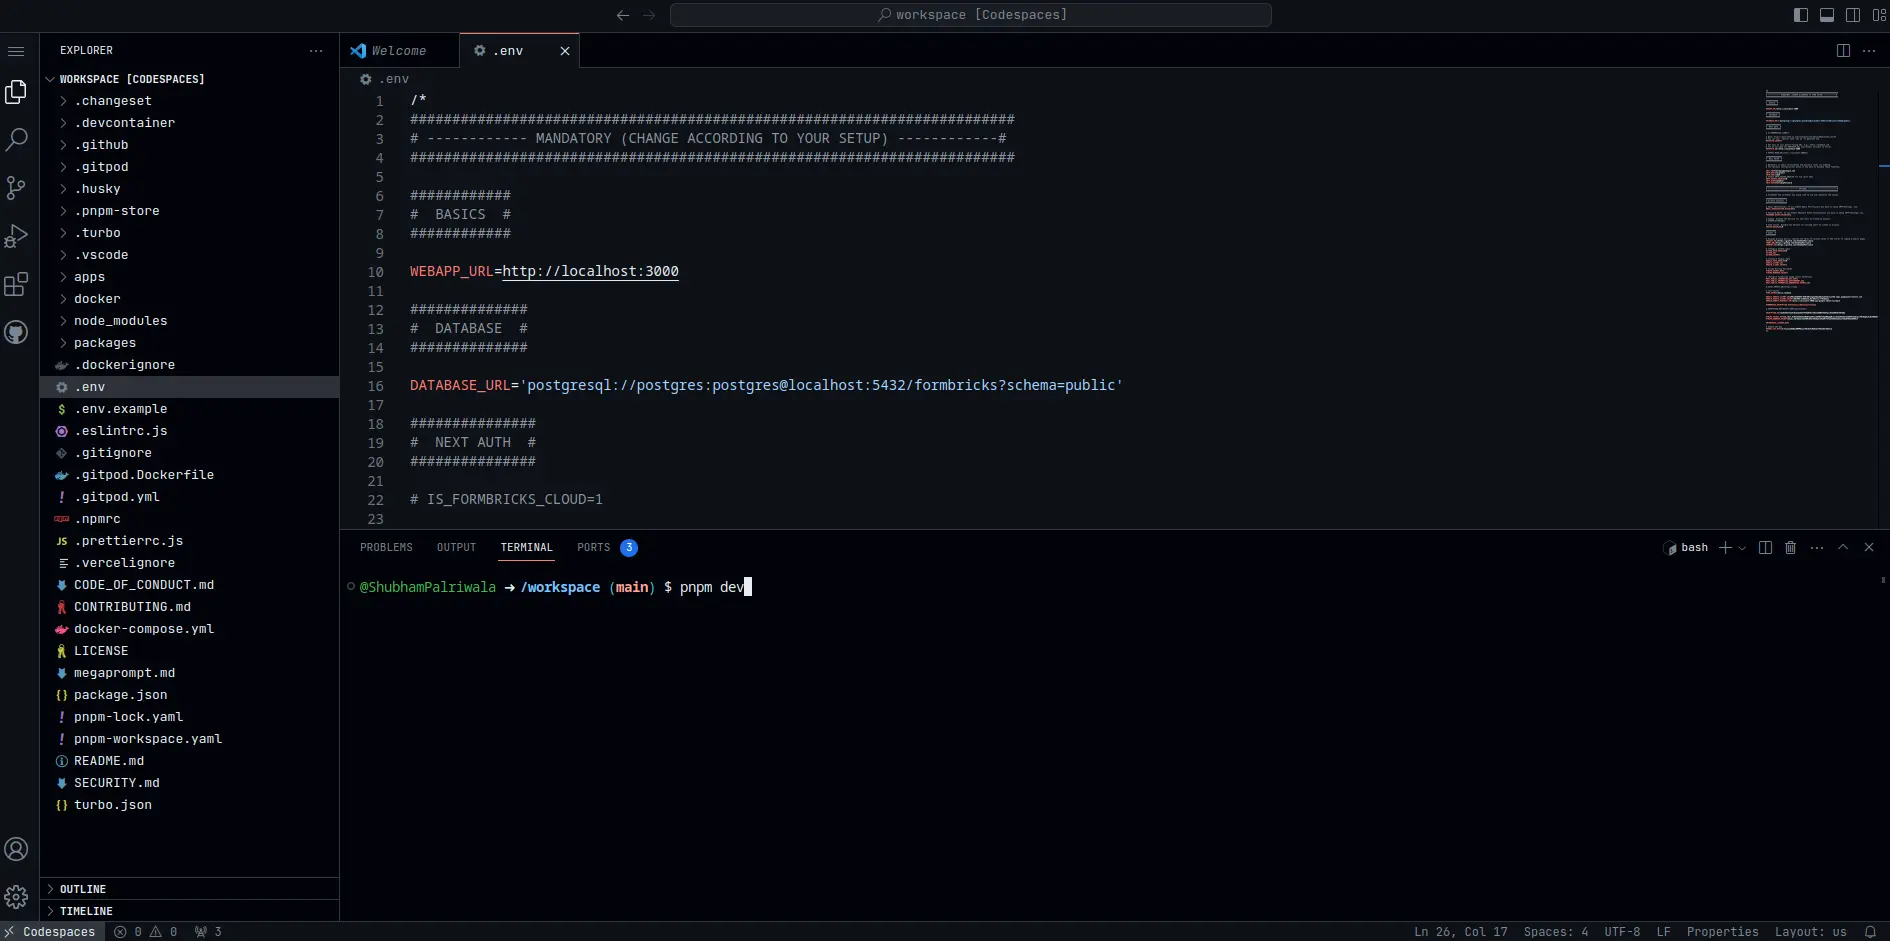 workspace [Codespaces]
EXPLORER
Welcome
.env
WORKSPACE [CODESPACES]
.changeset
.devcontainer
.github
.gitpod
.husky
.pnpm-store
.turbo
.vscode
apps
docker
node_modules
packages
.dockerignore
.env
.env.example
.eslintrc.js
.gitignore
.gitpod.Dockerfile
.gitpod.yml
.npmrc
.prettierrc.js
.vercelignore
CODE_OF_CONDUCT.md
CONTRIBUTING.md
docker-compose.yml
LICENSE
megaprompt.md
package.json
pnpm-lock.yaml
pnpm-workspace.yaml
README.md
SECURITY.md
turbo.json
OUTLINE
TIMELINE
.env
1 /*
2 ########################################################################
3 # ------------ MANDATORY (CHANGE ACCORDING TO YOUR SETUP) ------------#
4 ########################################################################
5
6 ############
7 #  BASICS  #
8 ############
9
10 WEBAPP_URL=http://localhost:3000
11
12 ##############
13 #  DATABASE  #
14 ##############
15
16 DATABASE_URL='postgresql://postgres:postgres@localhost:5432/formbricks?schema=public'
17
18 ###############
19 #  NEXT AUTH  #
20 ###############
21
22 # IS_FORMBRICKS_CLOUD=1
23
PROBLEMS OUTPUT TERMINAL PORTS 3
bash
@ShubhamPalriwala ➜ /workspace (main) $ pnpm dev
Codespaces 0 0 3
Ln 26, Col 17 Spaces: 4 UTF-8 LF Properties Layout: us